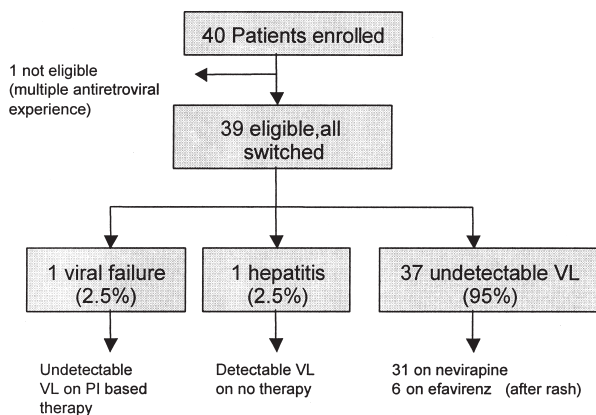 40 Patients enrolled
1 not eligible
(multiple antiretroviral
experience)
39 eligible,all
switched
1 viral failure
(2.5%)
1 hepatitis
(2.5%)
37 undetectable VL
(95%)
Undetectable
VL on PI based
therapy
Detectable VL
on no therapy
31 on nevirapine
6 on efavirenz (after rash)